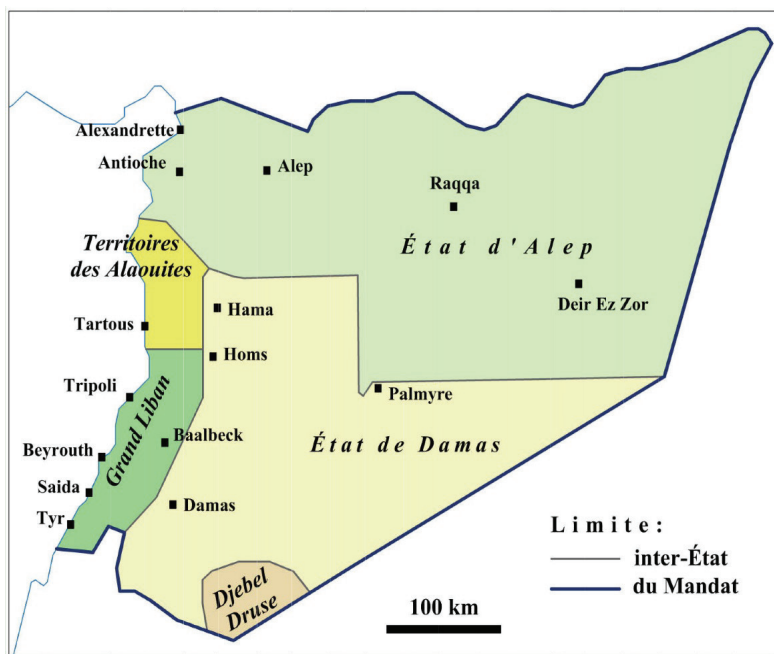 Alexandrette
Antioche
Alep
Raqqa
Territoires
des Alaouites
État d'Alep
Deir Ez Zor
Hama
Tartous
Homs
Tripoli
Palmyre
Grand Liban
Baalbeck
État de Damas
Beyrouth
Saida
Damas
Tyr
Limite :
inter-État
du Mandat
Djebel
Druse
100 km